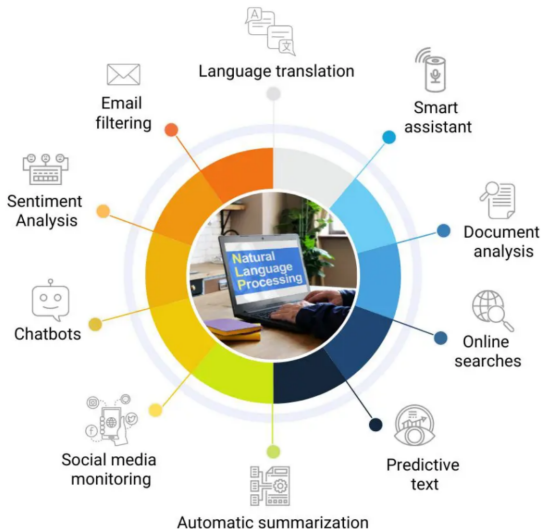 Language translation
Smart
assistant
Document
analysis
Online
searches
Predictive
text
Automatic summarization
Social media
monitoring
Chatbots
Sentiment
Analysis
Email
filtering
Natural
Language
Processing
A
文